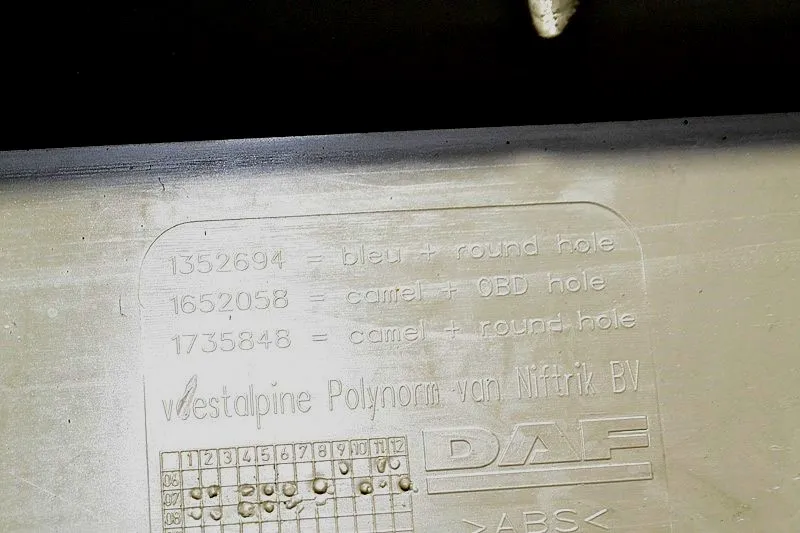 1352694 = bleu + round hole
1652058 = camel + OBD hole
1735848 = camel + round hole
voestalpine Polynorm van Niftrik BV
DAF
1 2 3 4 5 6 7 8 9 10 11 12
06
07
08
>ABS<